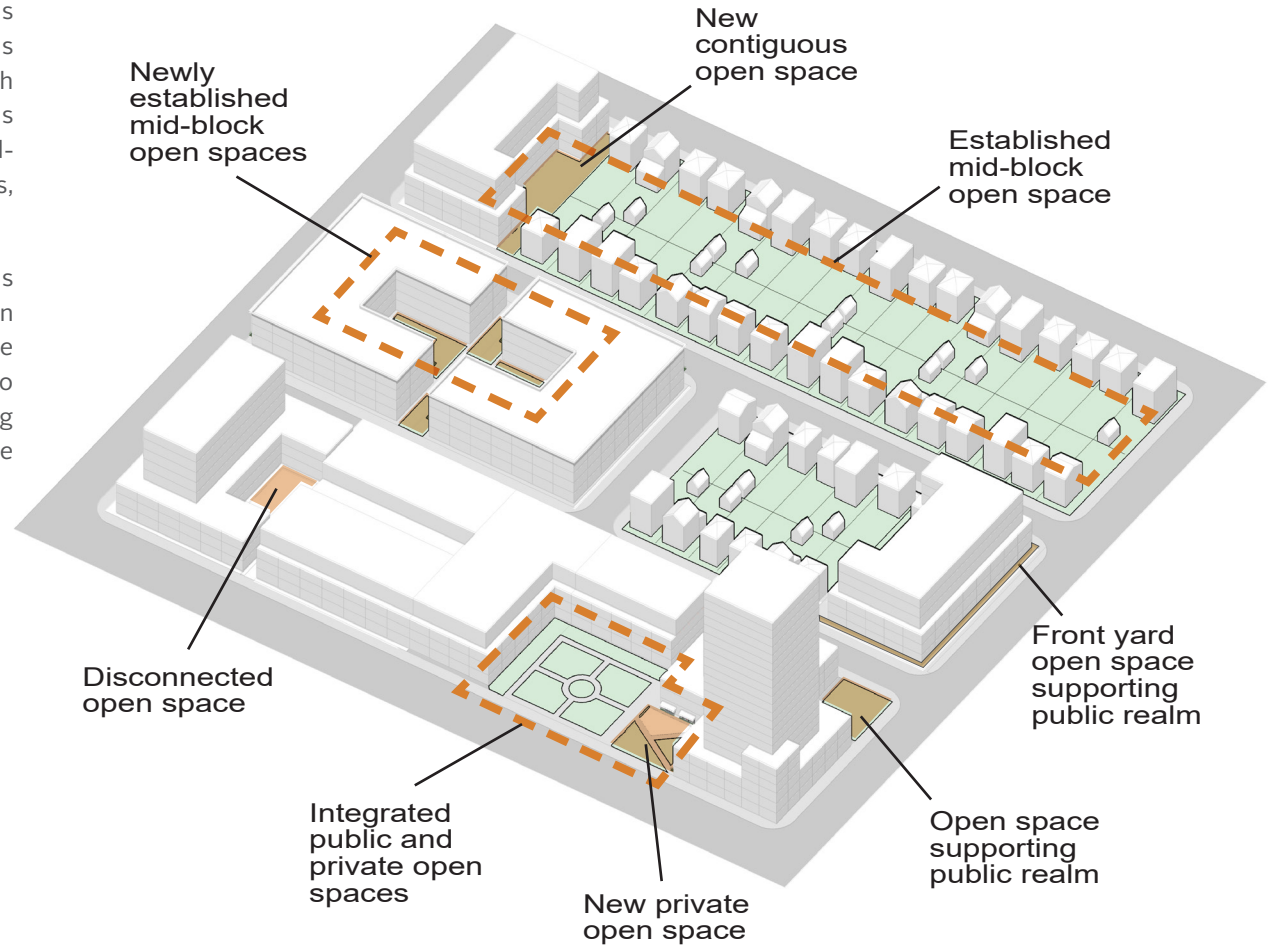 s
s
h
s
l-
s,
s
n
e
o
g
e
New
contiguous
open space
Newly
established
mid-block
open spaces
Established
mid-block
open space
Disconnected
open space
Front yard
open space
supporting
public realm
Integrated
public and
private open
spaces
Open space
supporting
public realm
New private
open space